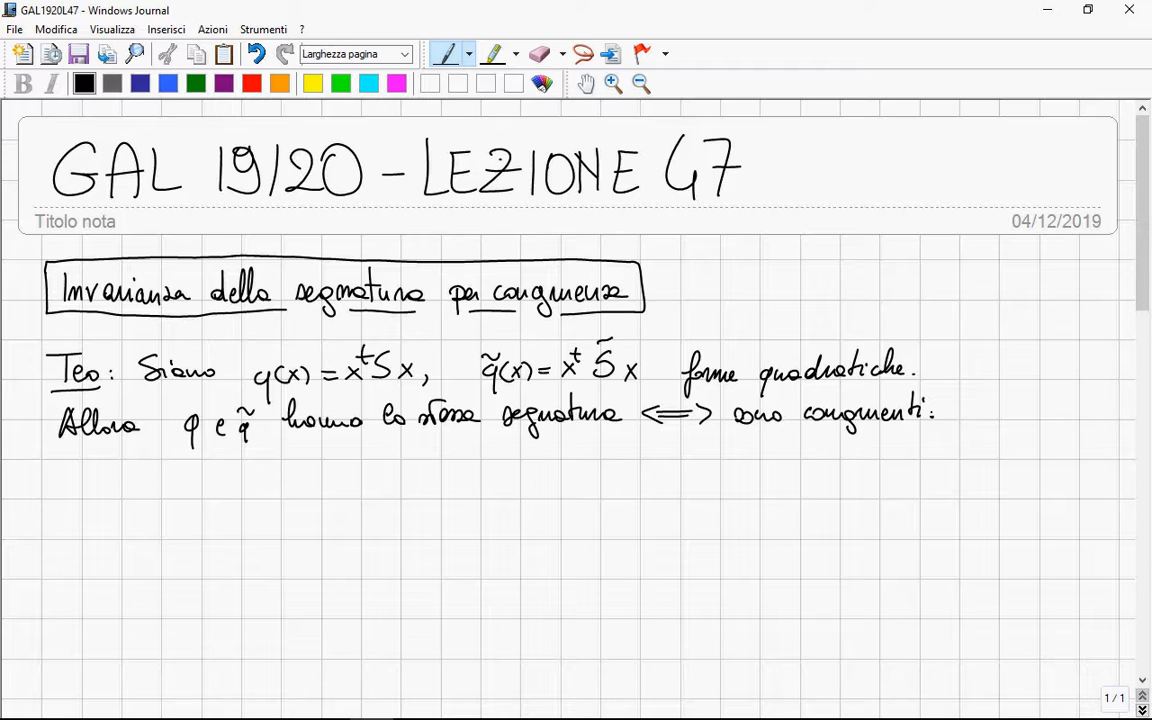 GAL1920L47 - Windows Journal
File Modifica Visualizza Inserisci Azioni Strumenti ?
Larghezza pagina
B I
GAL 19/20 - LEZIONE 47
Titolo nota 04/12/2019
Invarianza della segnatura per congruenza
Teo: Siano q(x) = xᵗSx, q̃(x) = xᵗ S̃ x forme quadratiche.
Allora q e q̃ hanno la stessa segnatura <=> sono congruenti.
1 / 1